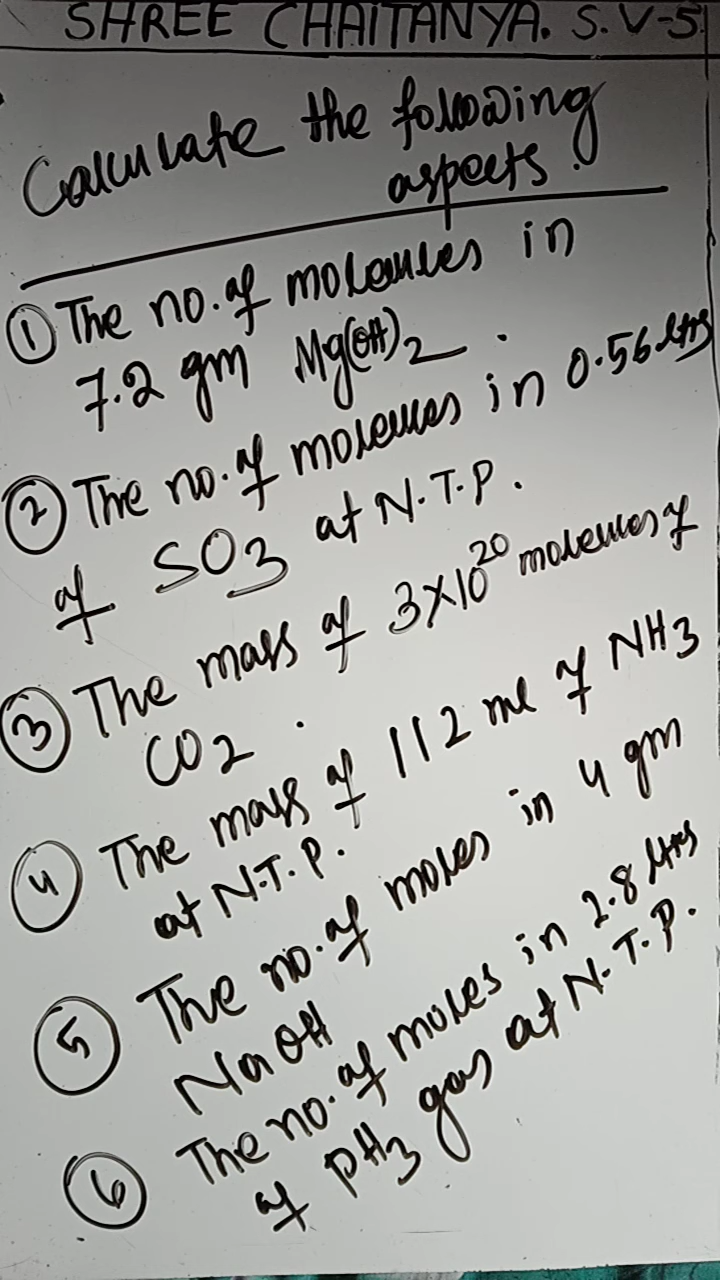 SHREE CHAITANYA. S. V-5
Calculate the following
aspects.
① The no. of molecules in
7.2 gm Mg(OH)2.
② The no. of molecules in 0.56 ltrs
of SO3 at N.T.P.
③ The mass of 3×10^20 molecules of
CO2.
④ The mass of 112 ml of NH3
at N.T.P.
⑤ The no. of moles in 4 gm
NaOH
⑥ The no. of moles in 2.8 ltrs
of PH3 gas at N.T.P.